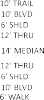 10' TRAIL
10' BLVD
6' SHLD
12' THRU
14' MEDIAN
12' THRU
6' SHLD
10' BLVD
6' WALK